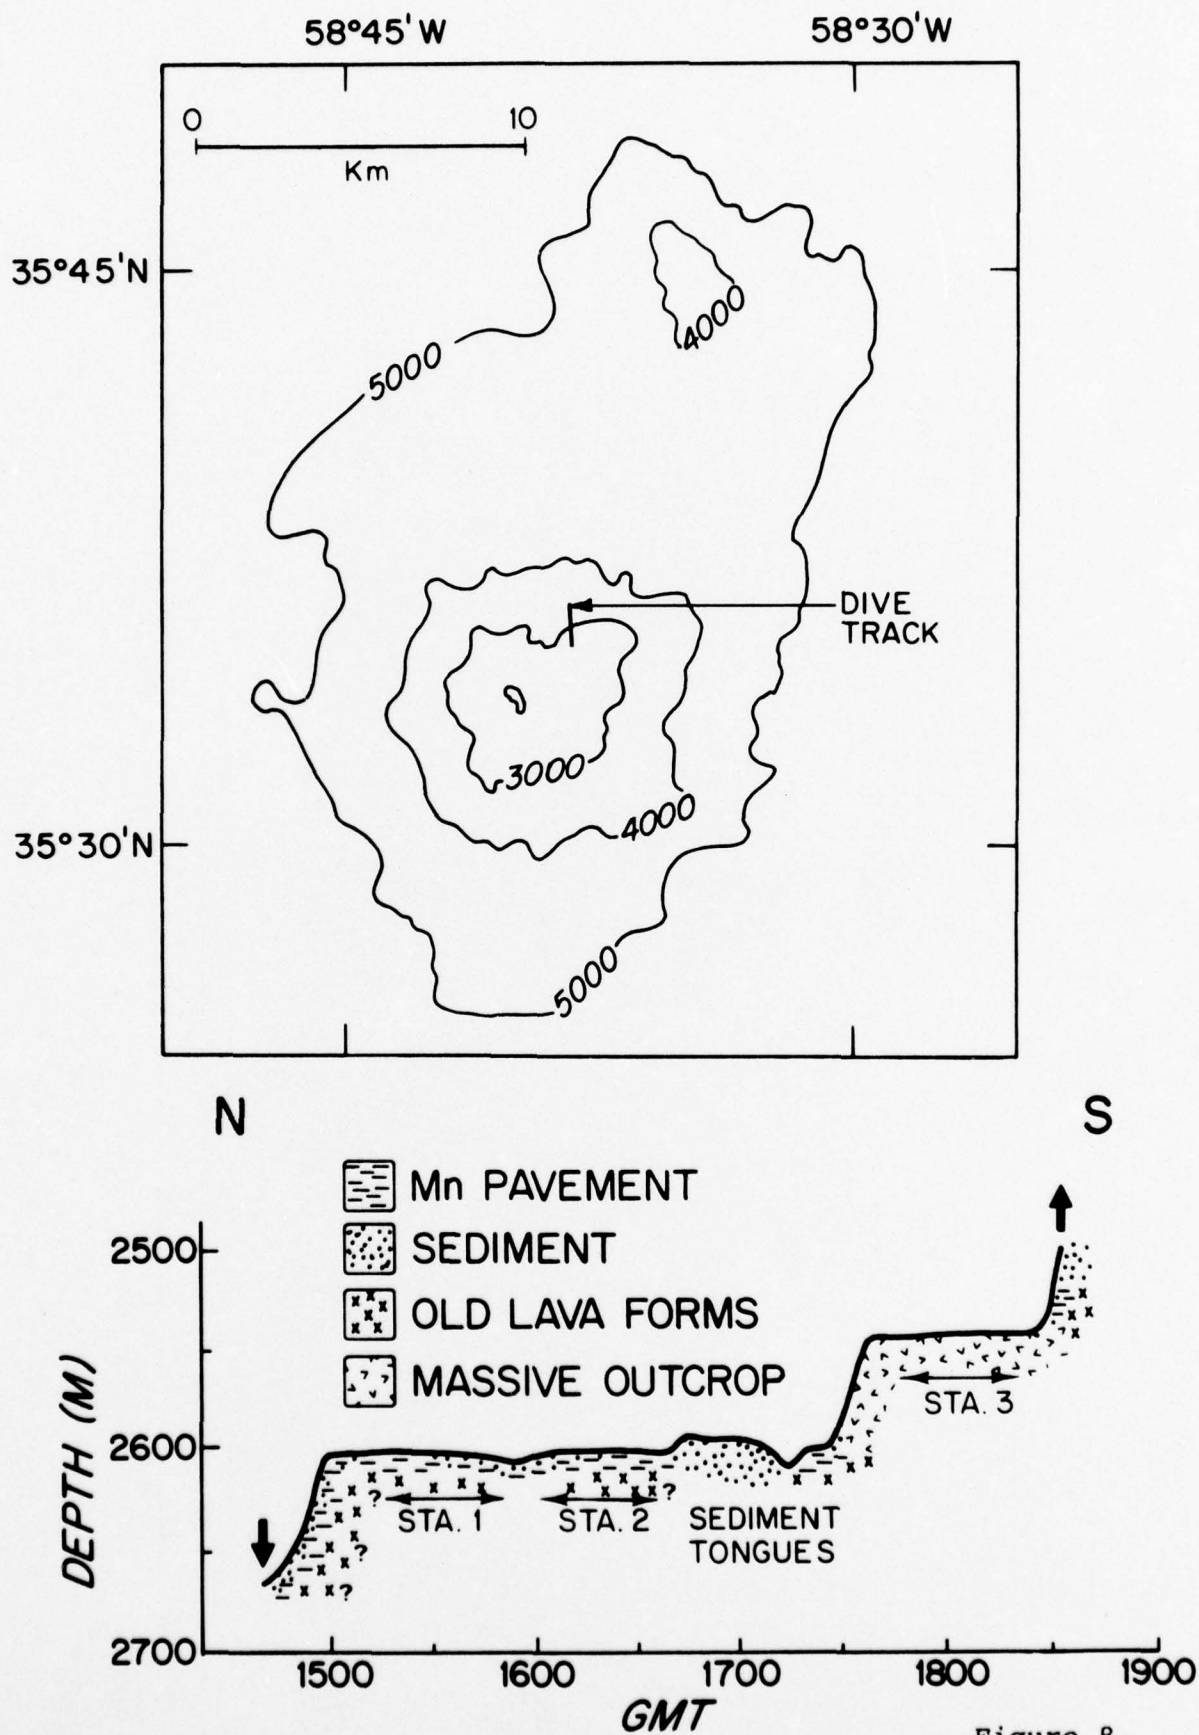 58°45'W 58°30'W
0 10
Km
35°45'N
4000
5000
DIVE
TRACK
3000
4000
35°30'N
5000
N S
Mn PAVEMENT
SEDIMENT
OLD LAVA FORMS
MASSIVE OUTCROP
2500
2600
2700
DEPTH (M)
STA. 3
? ? ? ?
STA. 1 STA. 2 SEDIMENT
TONGUES
1500 1600 1700 1800 1900
GMT
Figure 8